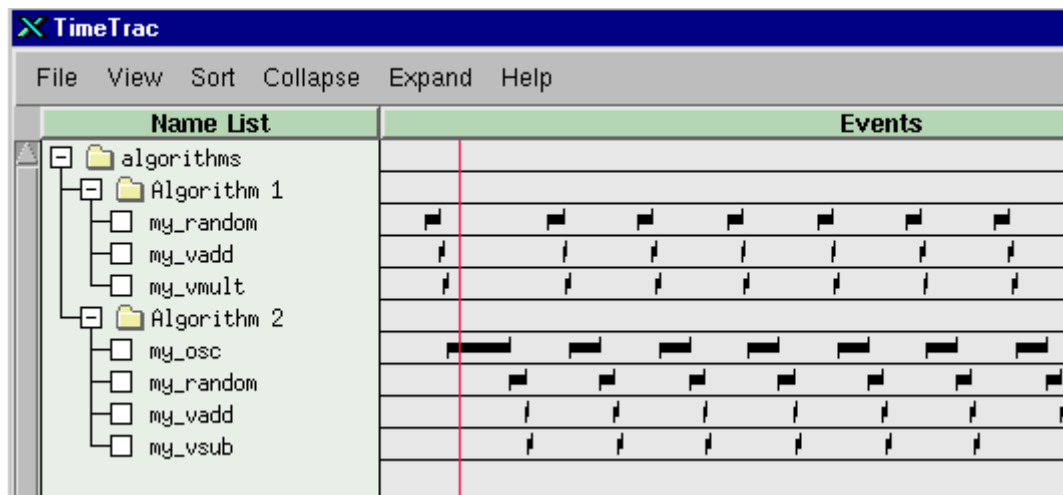 TimeTrac
File View Sort Collapse Expand Help
Name List Events
algorithms
Algorithm 1
my_random
my_vadd
my_vmult
Algorithm 2
my_osc
my_random
my_vadd
my_vsub